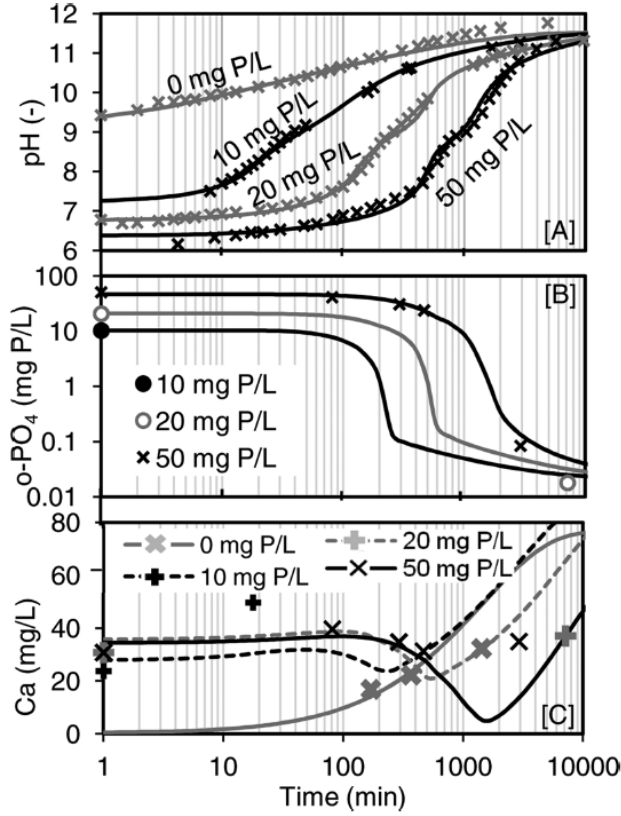 12
11
10
9
8
7
6
pH (-)
0 mg P/L
10 mg P/L
20 mg P/L
50 mg P/L
[A]
100
10
1
0.1
0.01
o-PO4 (mg P/L)
[B]
10 mg P/L
20 mg P/L
50 mg P/L
80
60
40
20
0
Ca (mg/L)
0 mg P/L
20 mg P/L
10 mg P/L
50 mg P/L
[C]
1
10
100
1000
10000
Time (min)